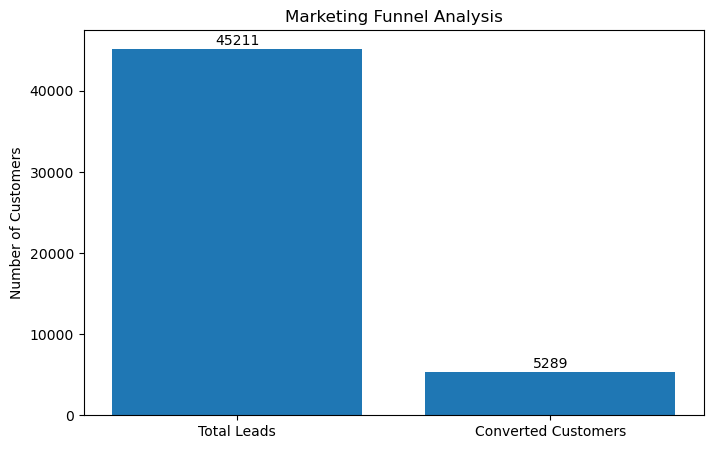 Marketing Funnel Analysis
45211
5289
40000
30000
20000
10000
0
Number of Customers
Total Leads
Converted Customers